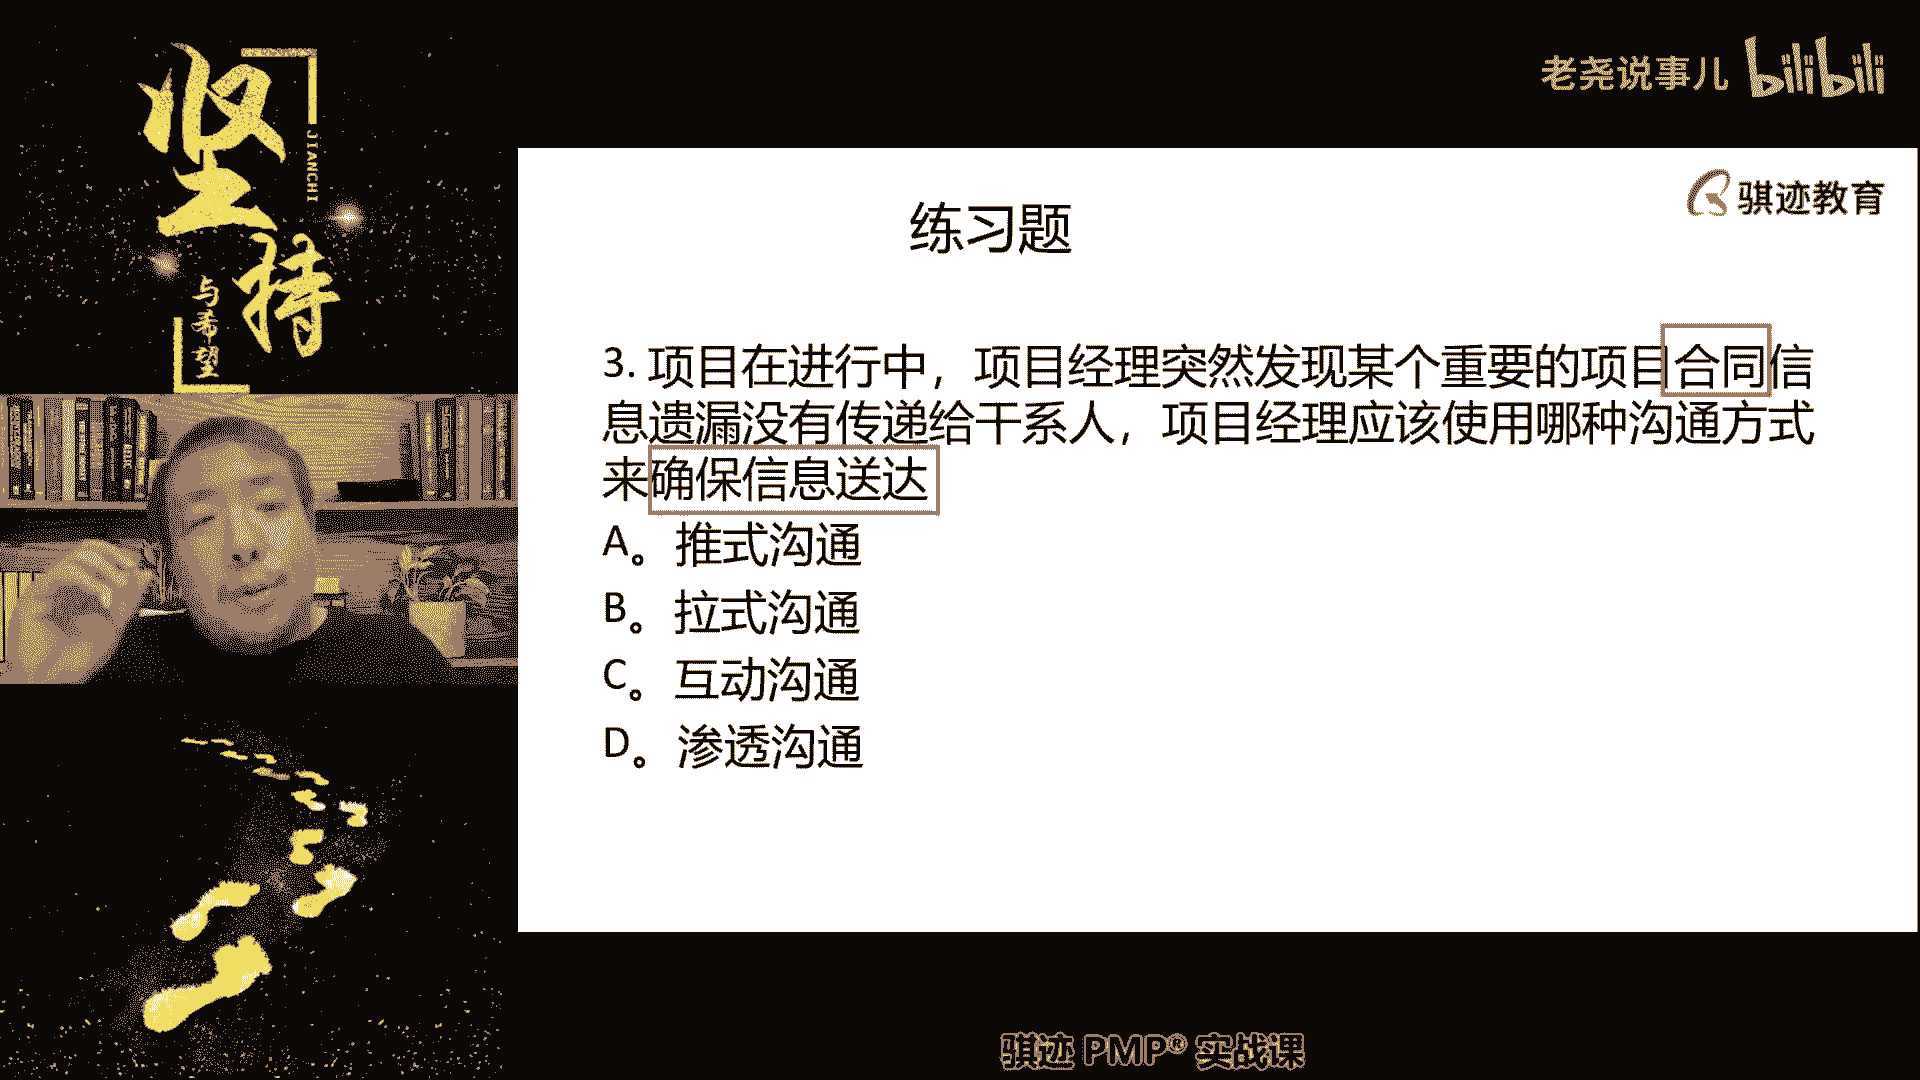 坚持
JIANCHI
与希望
老尧说事儿 bilibili
骐迹教育
练习题
3. 项目在进行中，项目经理突然发现某个重要的项目合同信
息遗漏没有传递给干系人，项目经理应该使用哪种沟通方式
来确保信息送达
A。推式沟通
B。拉式沟通
C。互动沟通
D。渗透沟通
骐迹 PMP® 实战课